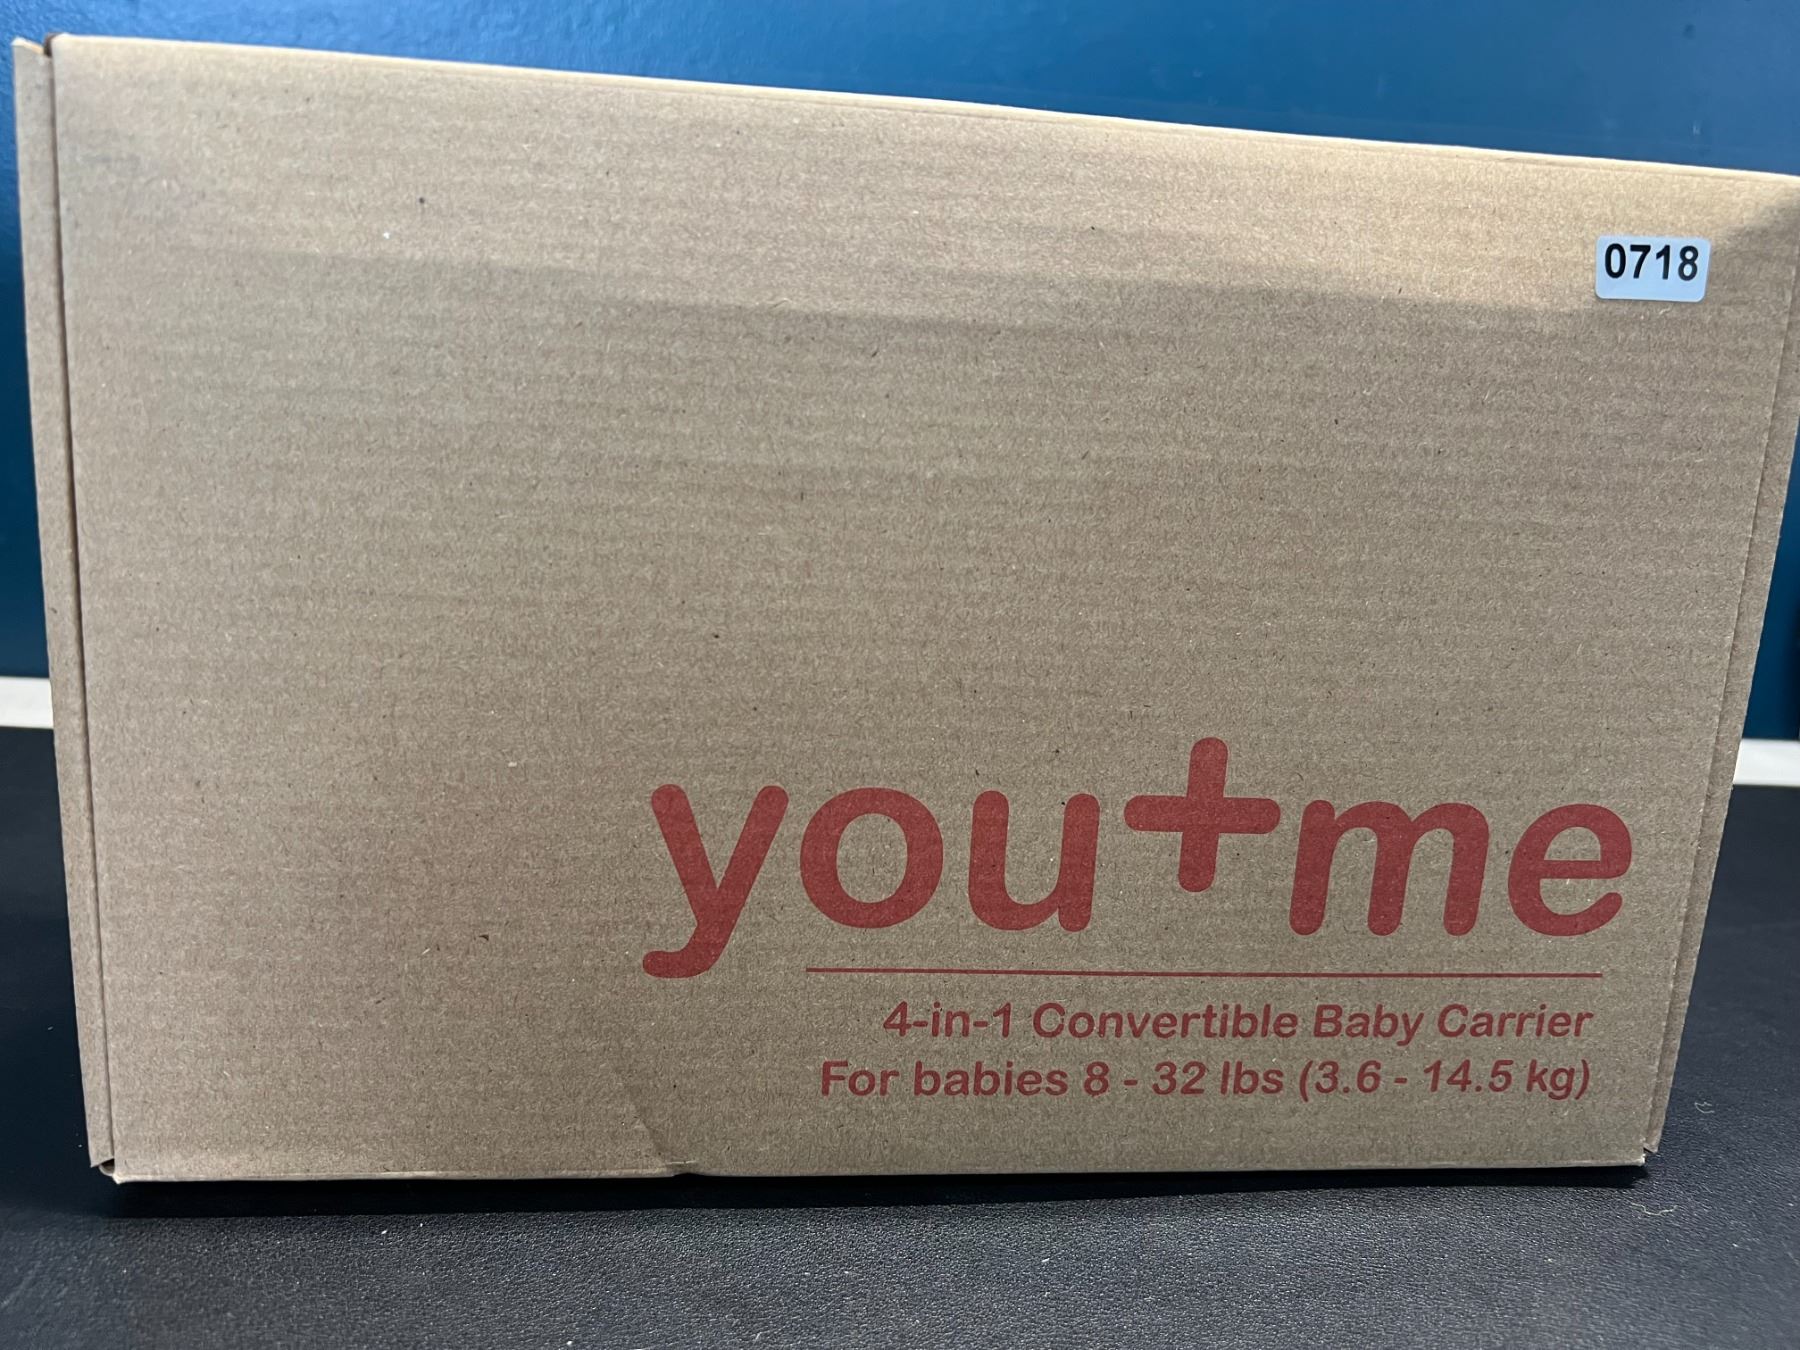 0718
you+me
4-in-1 Convertible Baby Carrier
For babies 8 - 32 lbs (3.6 - 14.5 kg)